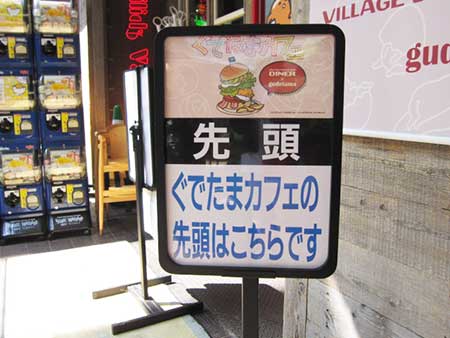 VILLAGE
gud
ぐでたまカフェ
DINER
gudetama
先頭
ぐでたまカフェの
先頭はこちらです